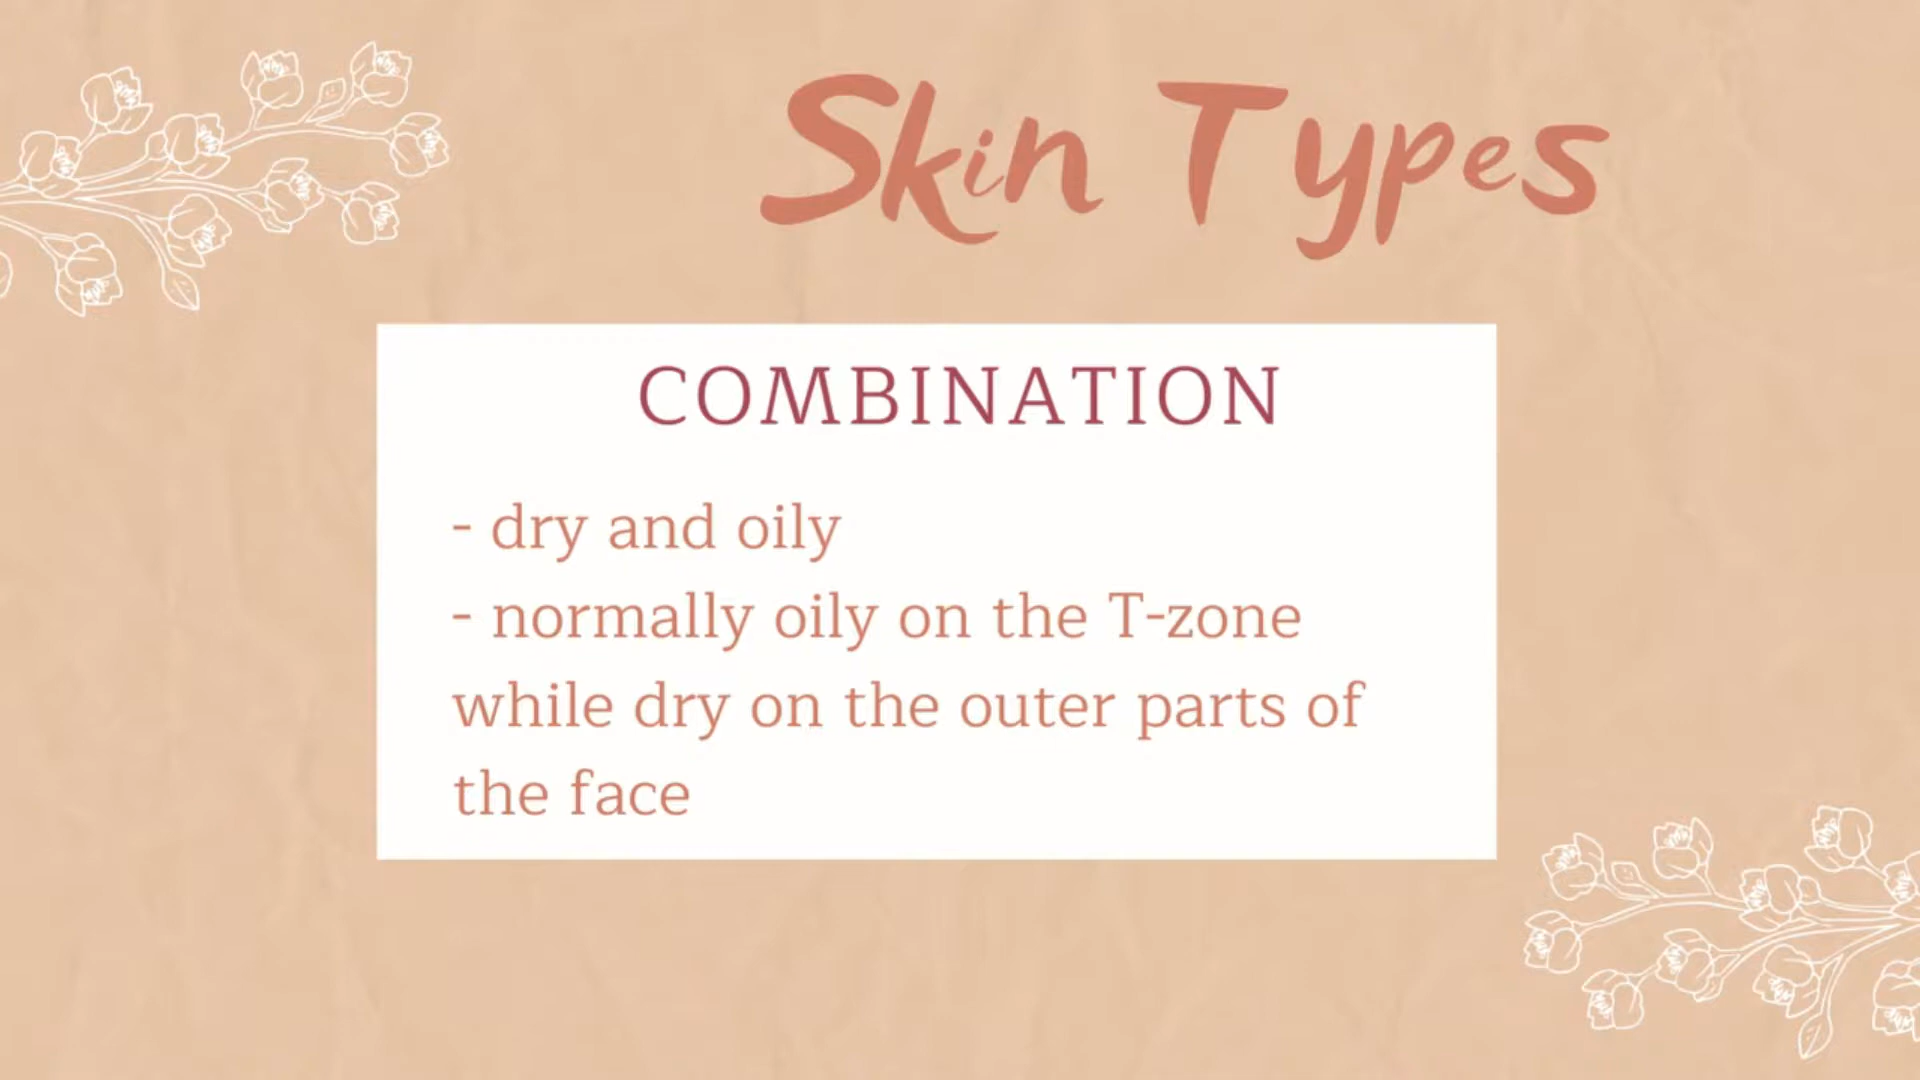 Skin Types
COMBINATION
- dry and oily
- normally oily on the T-zone
while dry on the outer parts of
the face